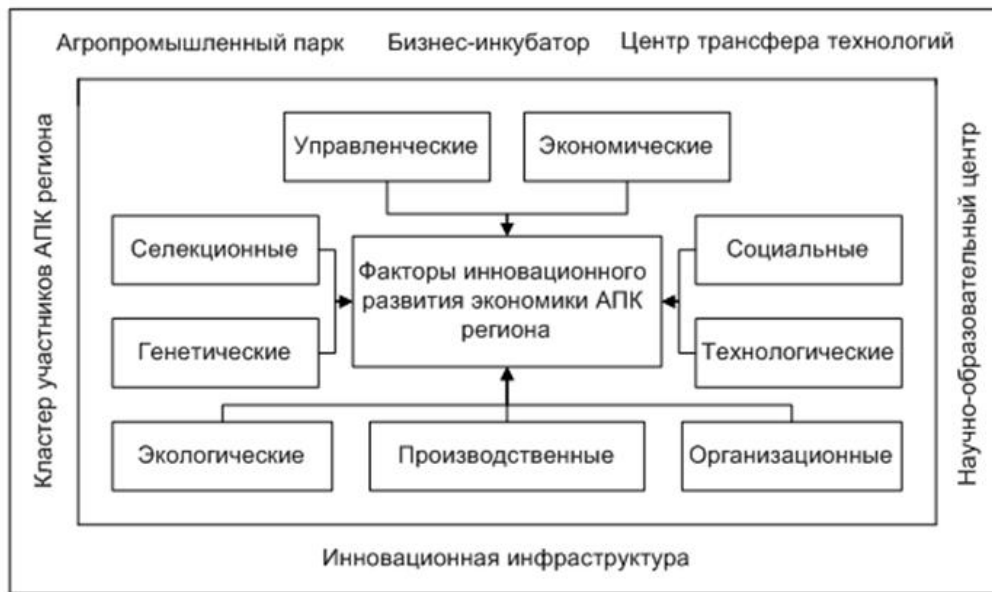 Агропромышленный парк
Бизнес-инкубатор
Центр трансфера технологий
Кластер участников АПК региона
Управленческие
Экономические
Селекционные
Социальные
Факторы инновационного
развития экономики АПК
региона
Генетические
Технологические
Экологические
Производственные
Организационные
Научно-образовательный центр
Инновационная инфраструктура